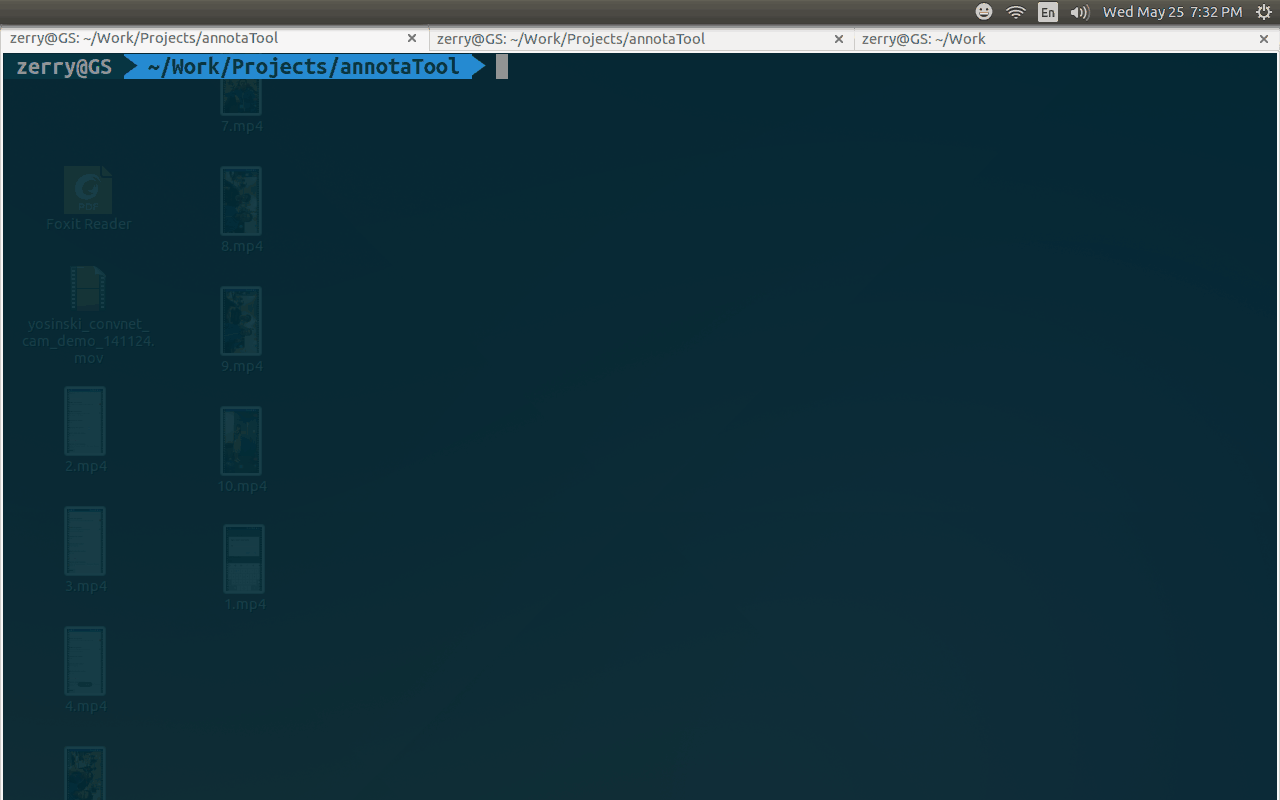 En
Wed May 25 7:32 PM
zerry@GS: ~/Work/Projects/annotaTool
zerry@GS: ~/Work/Projects/annotaTool
zerry@GS: ~/Work
zerry@GS ~/Work/Projects/annotaTool
7.mp4
Foxit Reader
8.mp4
yosinski_convnet_
cam_demo_141124.
mov
9.mp4
2.mp4
10.mp4
3.mp4
1.mp4
4.mp4